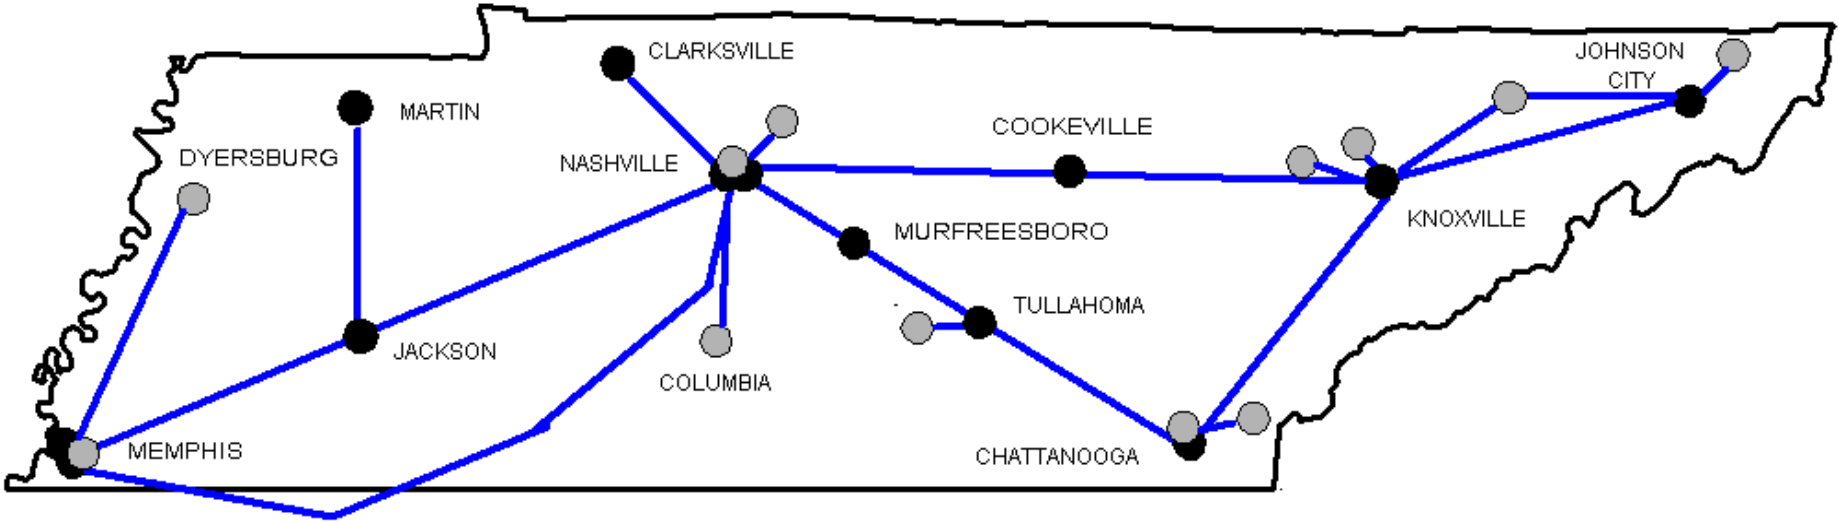 CLARKSVILLE
JOHNSON
CITY
MARTIN
COOKEVILLE
DYERSBURG
NASHVILLE
KNOXVILLE
MURFREESBORO
TULLAHOMA
JACKSON
COLUMBIA
MEMPHIS
CHATTANOOGA